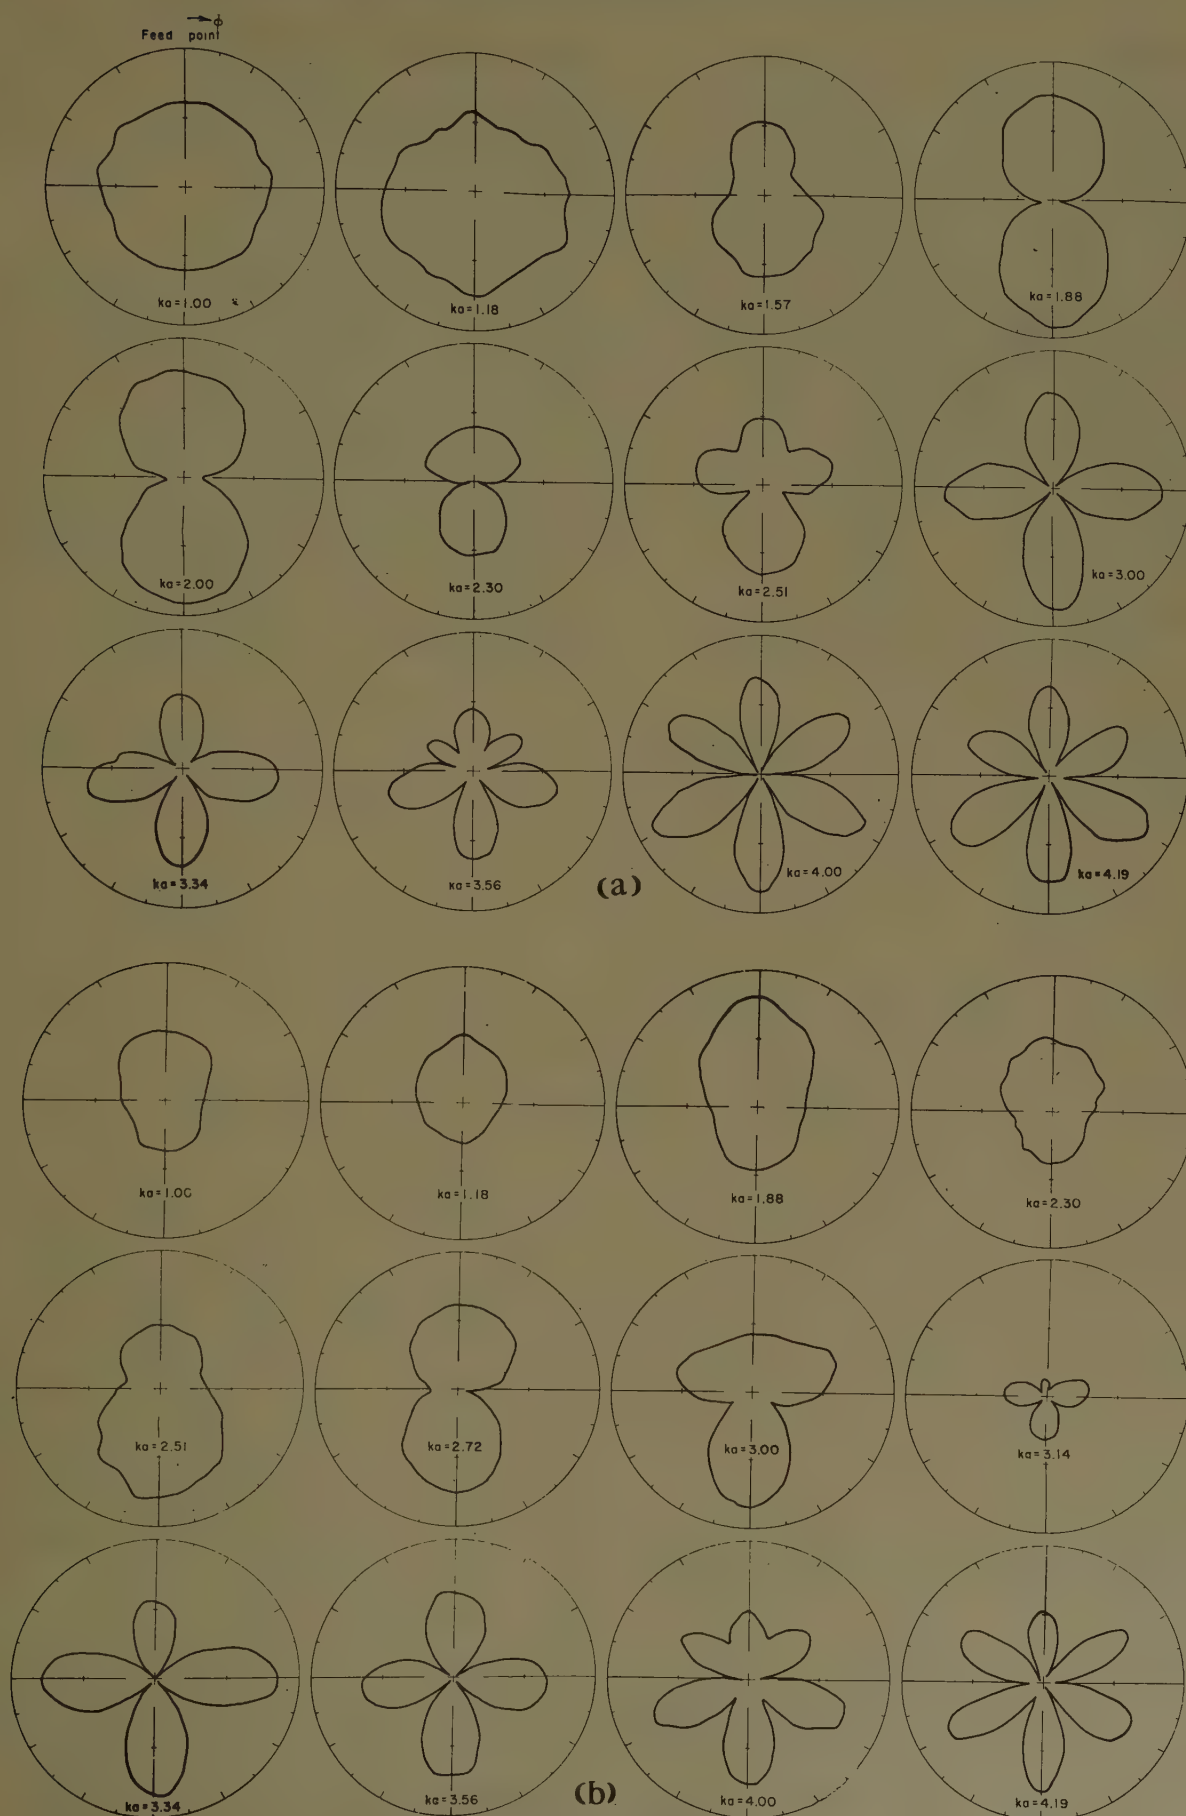 →ϕ
Feed point
ka=1.00
ka=1.18
ka=1.57
ka=1.88
ka=2.00
ka=2.30
ka=2.51
ka=3.00
ka=3.34
ka=3.56
ka=4.00
ka=4.19
(a)
ka=1.00
ka=1.18
ka=1.88
ka=2.30
ka=2.51
ka=2.72
ka=3.00
ka=3.14
ka=3.34
ka=3.56
ka=4.00
ka=4.19
(b)